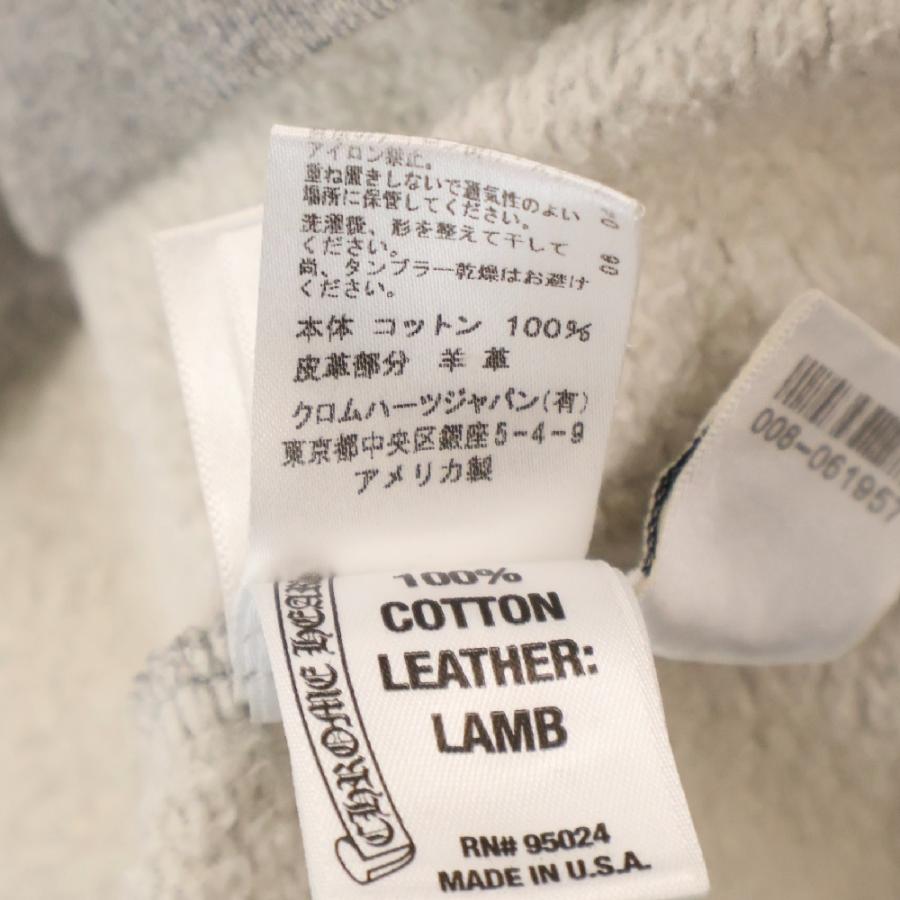 アイロン禁止。
重ね置きしないで通気性のよい
場所に保管してください。
洗濯後、形を整えて干して
ください。
尚、タンブラー乾燥はお避け
ください。
本体 コットン 100%
皮革部分 羊革
クロムハーツジャパン(有)
東京都中央区銀座5-4-9
アメリカ製
100%
COTTON
LEATHER:
LAMB
RN# 95024
MADE IN U.S.A.
CHROME HEAR
006-061957